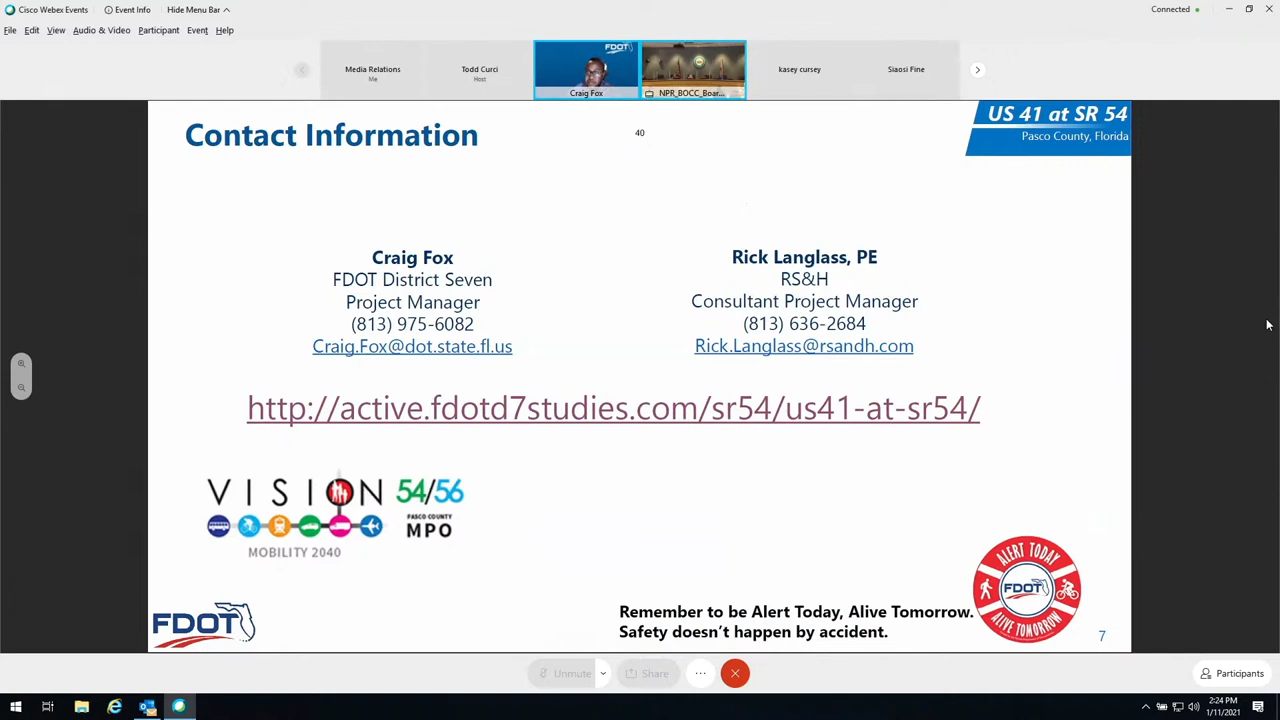 Cisco Webex Events
Event Info
Hide Menu Bar
Connected
File Edit View Audio & Video Participant Event Help
Media Relations
Me
Todd Curci
Host
FDOT
Craig Fox
NPR_BOCC_Boar...
kasey cursey
Siaosi Fine
Contact Information
40
US 41 at SR 54
Pasco County, Florida
Craig Fox
FDOT District Seven
Project Manager
(813) 975-6082
Craig.Fox@dot.state.fl.us
Rick Langlass, PE
RS&H
Consultant Project Manager
(813) 636-2684
Rick.Langlass@rsandh.com
http://active.fdotd7studies.com/sr54/us41-at-sr54/
VISION 54/56
PASCO COUNTY
MPO
MOBILITY 2040
FDOT
Remember to be Alert Today, Alive Tomorrow.
Safety doesn't happen by accident.
ALERT TODAY
FDOT
ALIVE TOMORROW
7
Unmute
Share
Participants
2:24 PM
1/11/2021